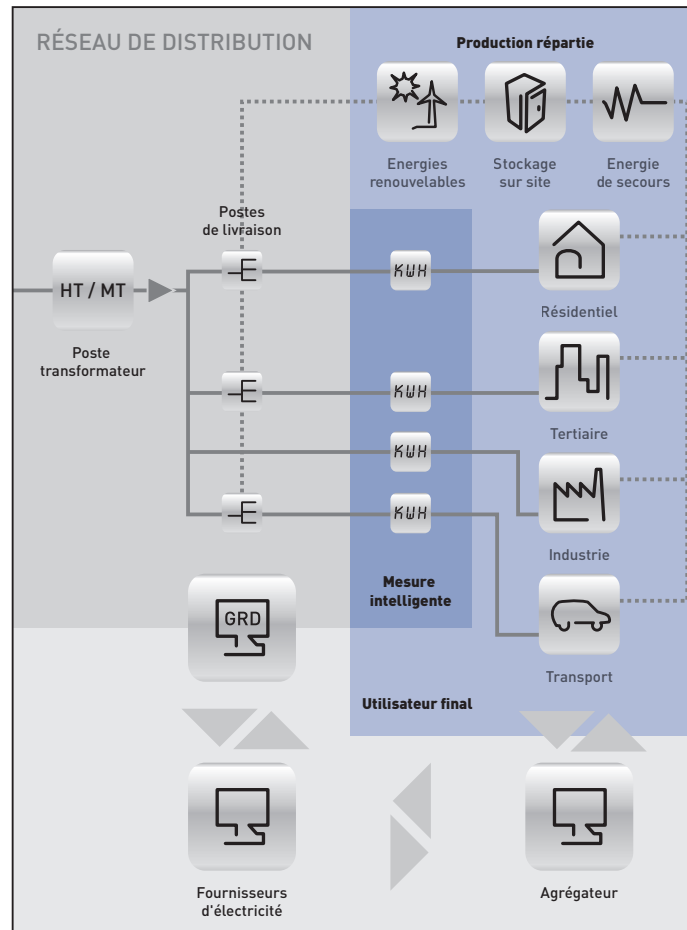 RÉSEAU DE DISTRIBUTION
Production répartie
Energies
renouvelables
Stockage
sur site
Energie
de secours
Postes
de livraison
HT / MT
KWH
Poste
transformateur
Résidentiel
KWH
Tertiaire
KWH
KWH
Industrie
Mesure
intelligente
GRD
Transport
Utilisateur final
Fournisseurs
d'électricité
Agrégateur